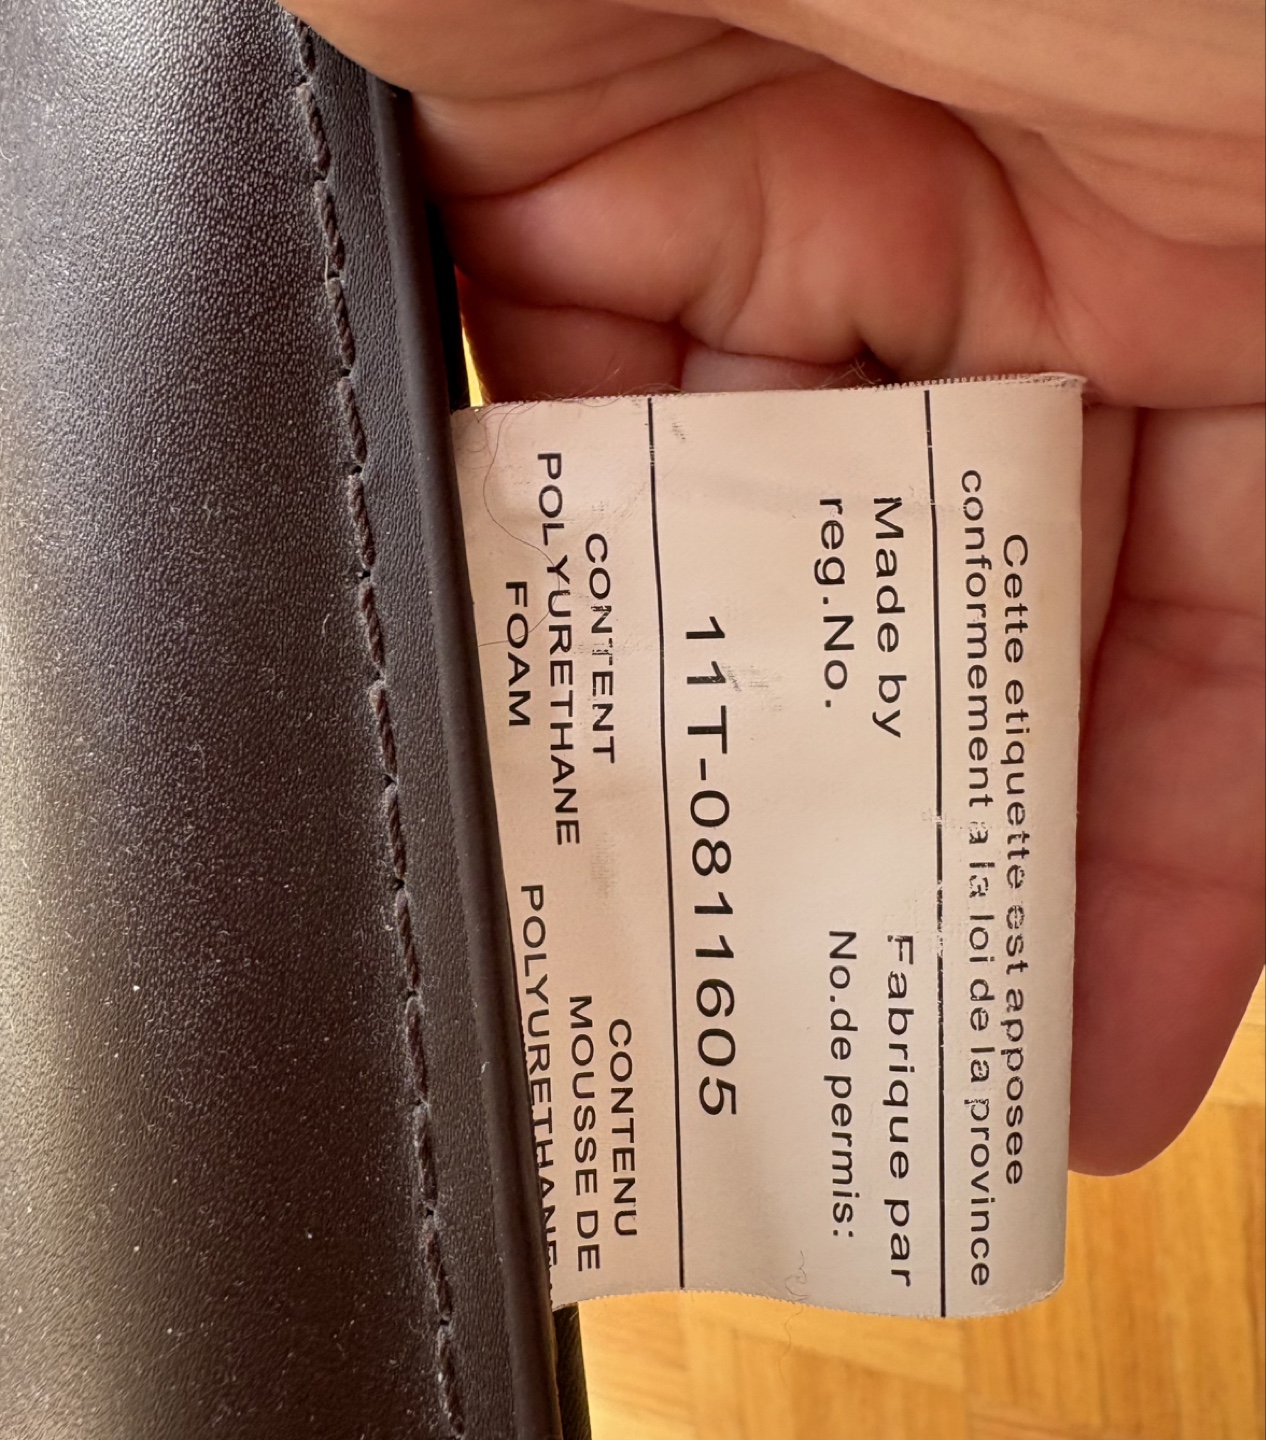 Cette etiquette est apposee
conformement a la loi de la province
Made by
reg.No.
Fabrique par
No.de permis:
11T-0811605
CONTENT
POLYURETHANE
FOAM
CONTENU
MOUSSE DE
POLYURETHANE